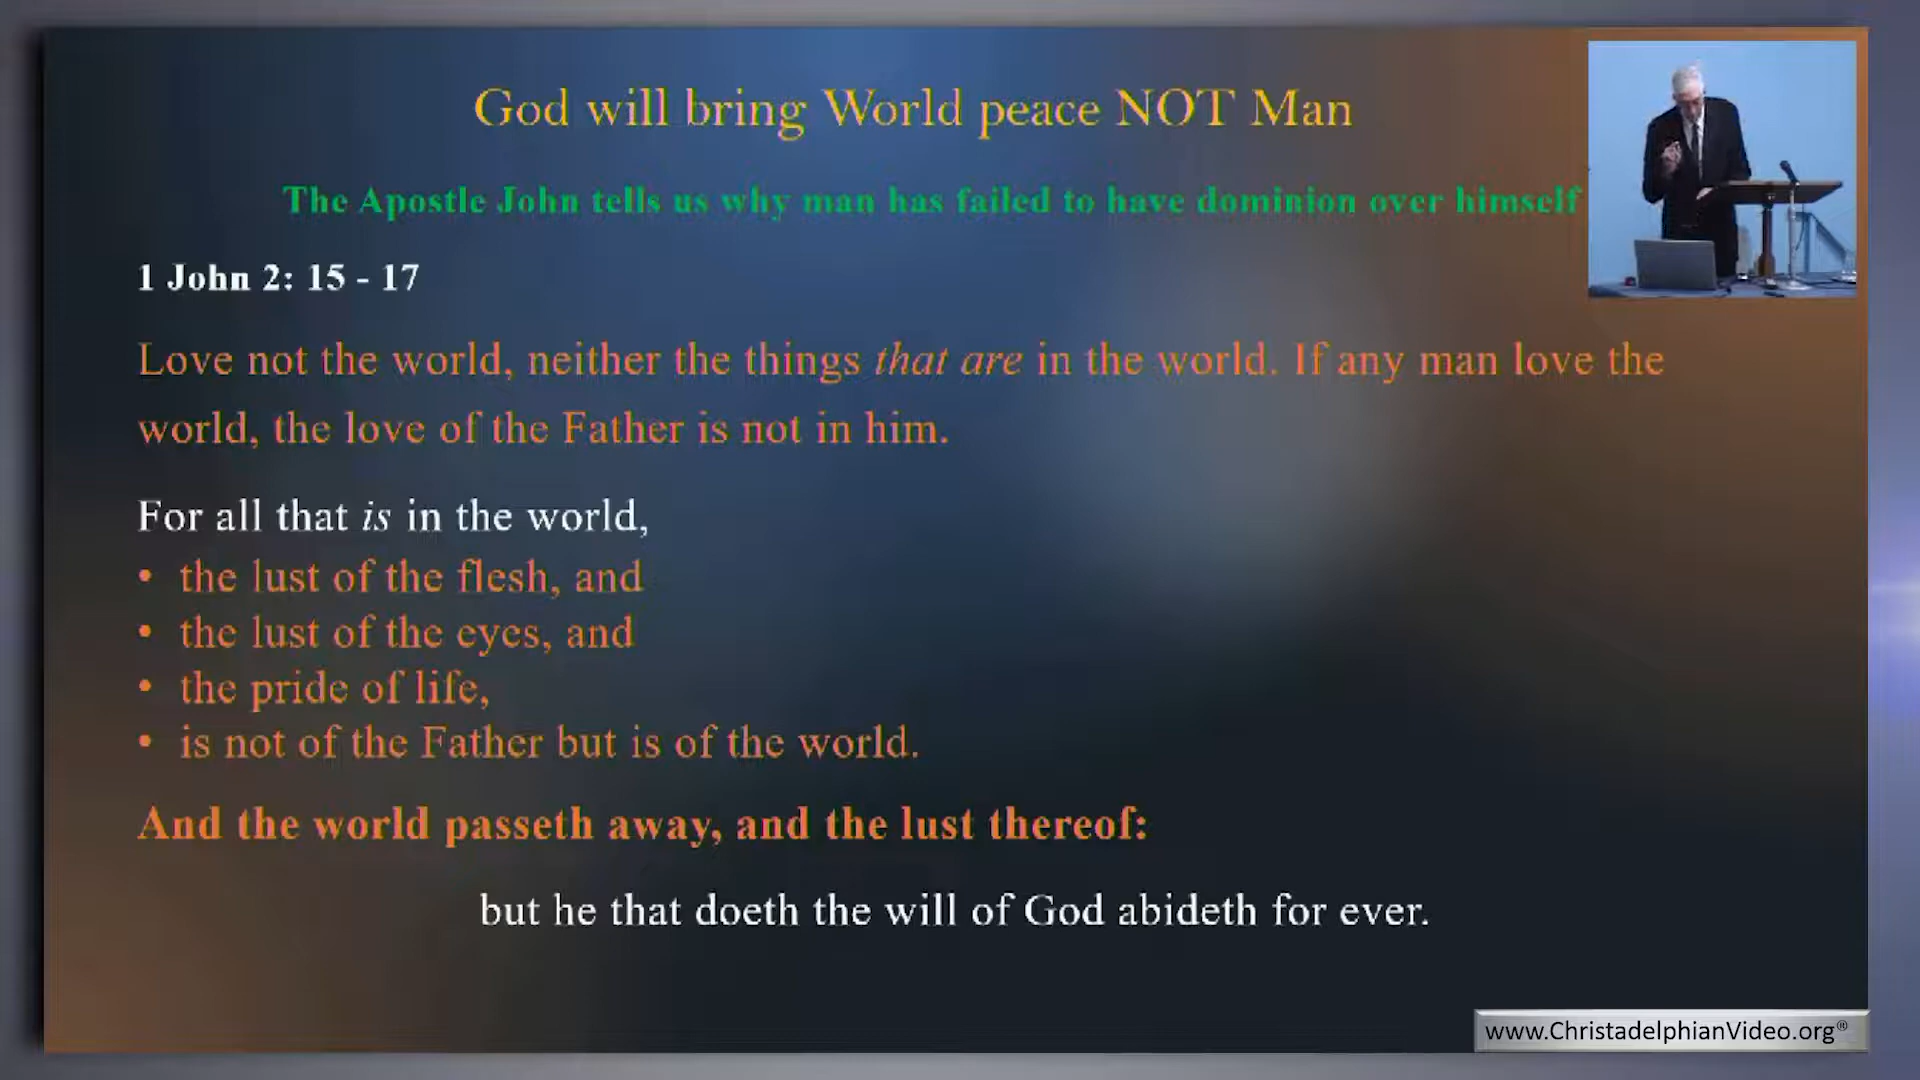 God will bring World peace NOT Man
The Apostle John tells us why man has failed to have dominion over himself
1 John 2: 15 - 17
Love not the world, neither the things that are in the world. If any man love the
world, the love of the Father is not in him.
For all that is in the world,
• the lust of the flesh, and
• the lust of the eyes, and
• the pride of life,
• is not of the Father but is of the world.
And the world passeth away, and the lust thereof:
but he that doeth the will of God abideth for ever.
www.ChristadelphianVideo.org®